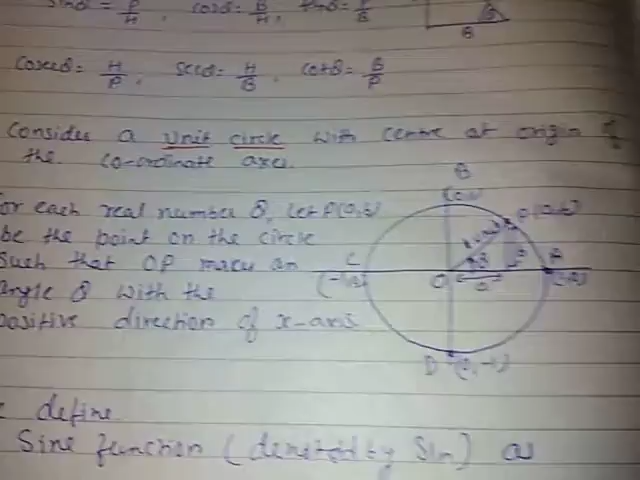 sinθ = P/H, cosθ = B/H, tanθ = P/B
B
cosecθ = H/P, secθ = H/B, cotθ = B/P
Consider a unit circle with centre at origin of
the co-ordinate axes.
for each real number θ, let P(a,b)
be the point on the circle
such that OP makes an
angle θ with the
positive direction of x-axis
B
P(a,b)
C
A
O
a
D (0,-1)
define
Sine function (denoted by Sin) as